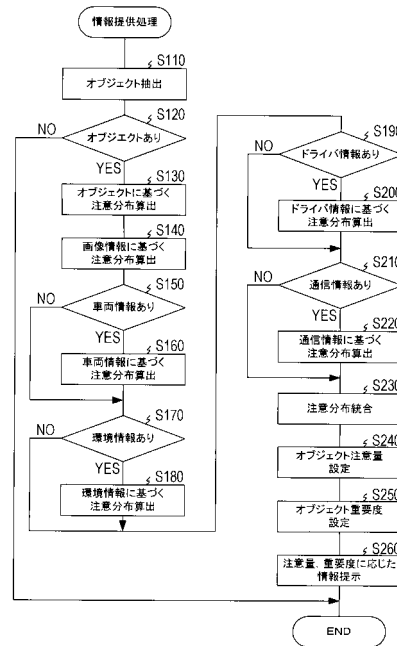 情報提供処理
S110
オブジェクト抽出
S120
オブジェクトあり
NO
YES
S130
オブジェクトに基づく
注意分布算出
S140
画像情報に基づく
注意分布算出
S150
車両情報あり
NO
YES
S160
車両情報に基づく
注意分布算出
S170
環境情報あり
NO
YES
S180
環境情報に基づく
注意分布算出
S190
ドライバ情報あり
NO
YES
S200
ドライバ情報に基づく
注意分布算出
S210
通信情報あり
NO
YES
S220
通信情報に基づく
注意分布算出
S230
注意分布統合
S240
オブジェクト注意量
設定
S250
オブジェクト重要度
設定
S260
注意量、重要度に応じた
情報提示
END